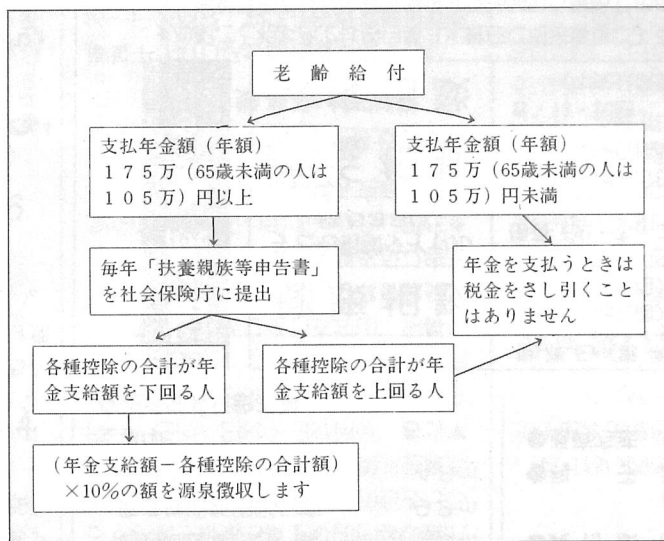 老齢給付
支払年金額（年額）
１７５万（65歳未満の人は
１０５万）円以上
支払年金額（年額）
１７５万（65歳未満の人は
１０５万）円未満
毎年「扶養親族等申告書」
を社会保険庁に提出
年金を支払うときは
税金をさし引くこと
はありません
各種控除の合計が年
金支給額を下回る人
各種控除の合計が年
金支給額を上回る人
（年金支給額－各種控除の合計額）
×10％の額を源泉徴収します